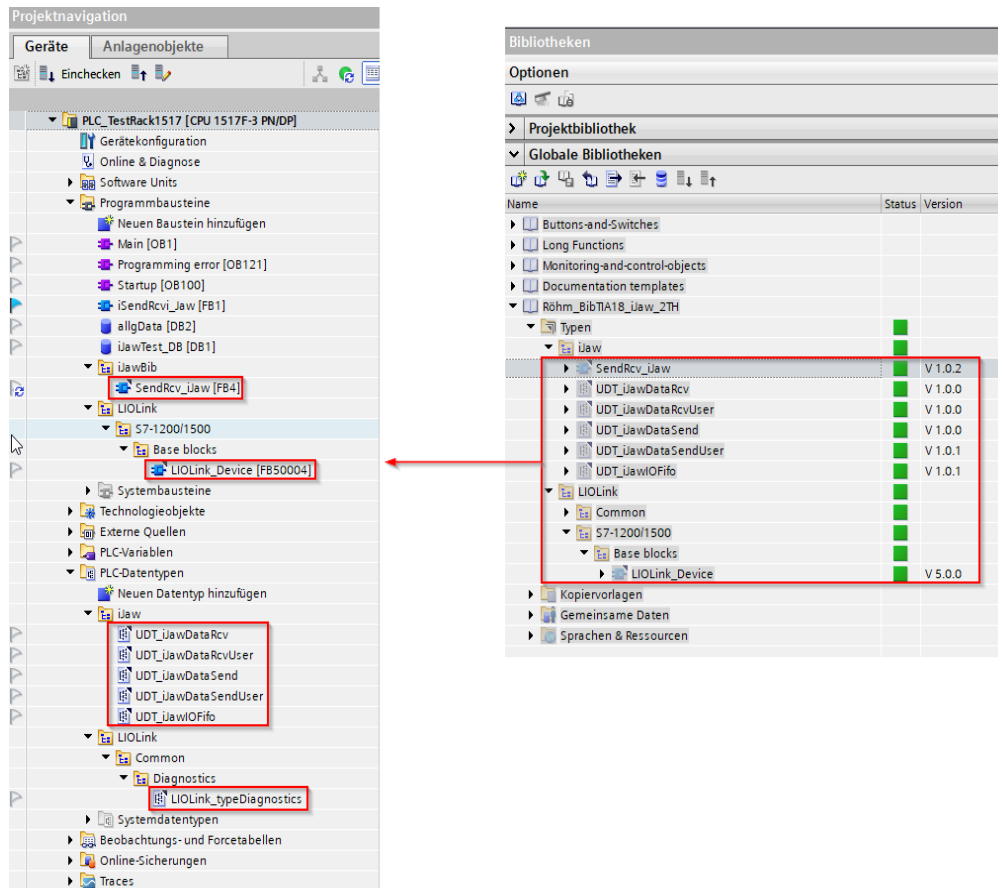 Projektnavigation
Geräte
Anlagenobjekte
Einchecken
PLC_TestRack1517 [CPU 1517F-3 PN/DP]
Gerätekonfiguration
Online & Diagnose
Software Units
Programmbausteine
Neuen Baustein hinzufügen
Main [OB1]
Programming error [OB121]
Startup [OB100]
iSendRcvi_Jaw [FB1]
allgData [DB2]
iJawTest_DB [DB1]
iJawBib
SendRcv_iJaw [FB4]
LIOLink
S7-1200/1500
Base blocks
LIOLink_Device [FB50004]
Systembausteine
Technologieobjekte
Externe Quellen
PLC-Variablen
PLC-Datentypen
Neuen Datentyp hinzufügen
iJaw
UDT_iJawDataRcv
UDT_iJawDataRcvUser
UDT_iJawDataSend
UDT_iJawDataSendUser
UDT_iJawIOFifo
LIOLink
Common
Diagnostics
LIOLink_typeDiagnostics
Systemdatentypen
Beobachtungs- und Forcetabellen
Online-Sicherungen
Traces
Bibliotheken
Optionen
Projektbibliothek
Globale Bibliotheken
Name Status Version
Buttons-and-Switches
Long Functions
Monitoring-and-control-objects
Documentation templates
Röhm_BibTIA18_iJaw_2TH
Typen
iJaw
SendRcv_iJaw V 1.0.2
UDT_iJawDataRcv V 1.0.0
UDT_iJawDataRcvUser V 1.0.0
UDT_iJawDataSend V 1.0.0
UDT_iJawDataSendUser V 1.0.1
UDT_iJawIOFifo V 1.0.1
LIOLink
Common
S7-1200/1500
Base blocks
LIOLink_Device V 5.0.0
Kopiervorlagen
Gemeinsame Daten
Sprachen & Ressourcen